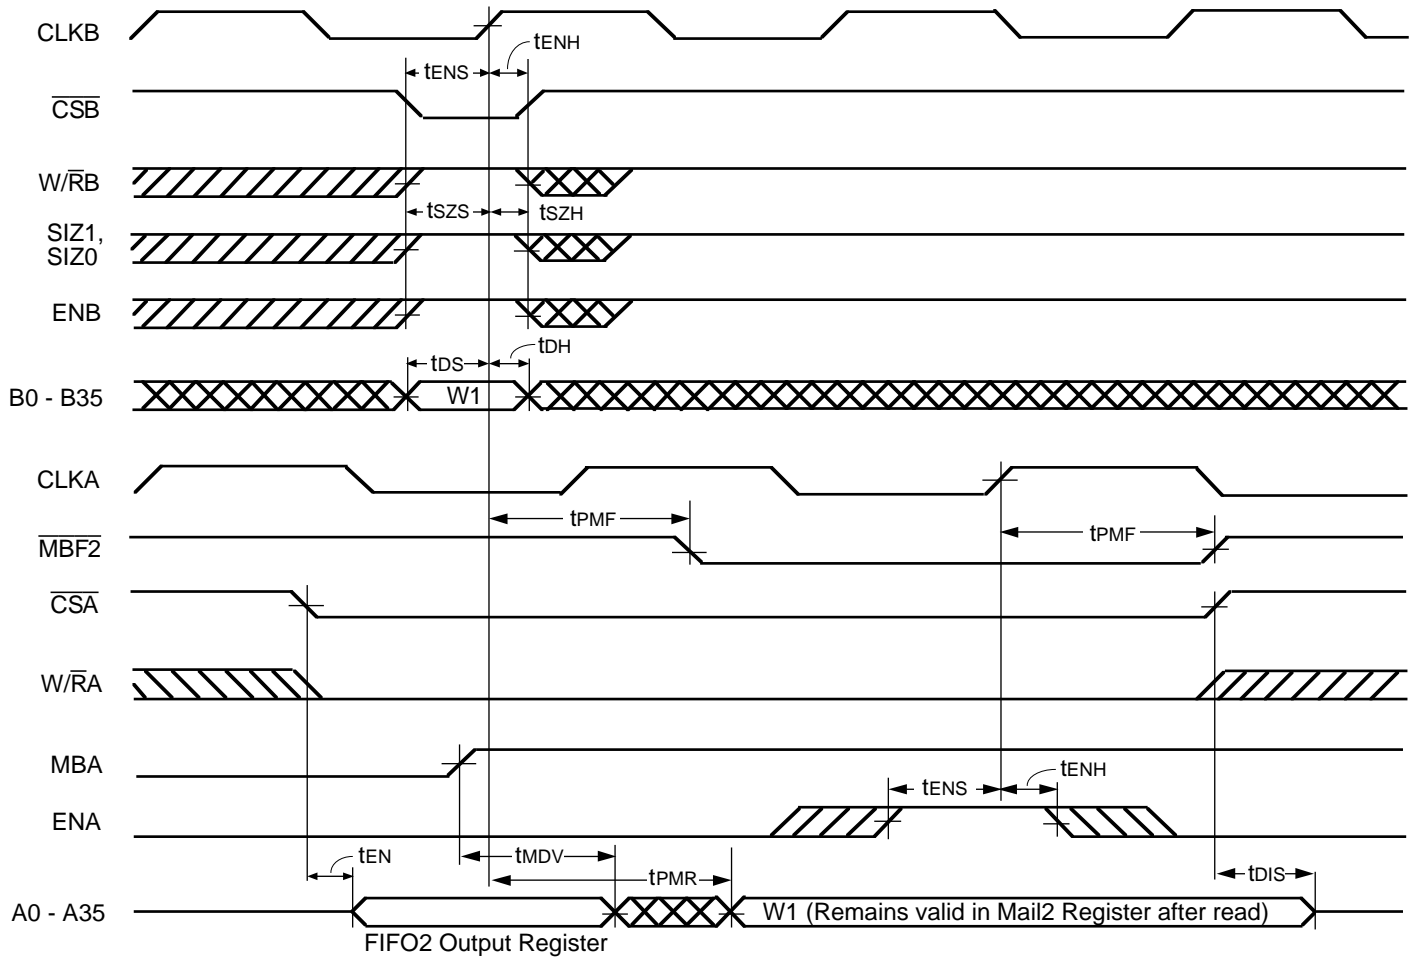 CLKB
tENH
tENS
CSB
W/RB
tSZS
tSZH
SIZ1,
SIZ0
ENB
tDS
tDH
B0 - B35
W1
CLKA
tPMF
MBF2
tPMF
CSA
W/RA
MBA
tENS
tENH
ENA
tEN
tMDV
tPMR
tDIS
A0 - A35
W1 (Remains valid in Mail2 Register after read)
FIFO2 Output Register